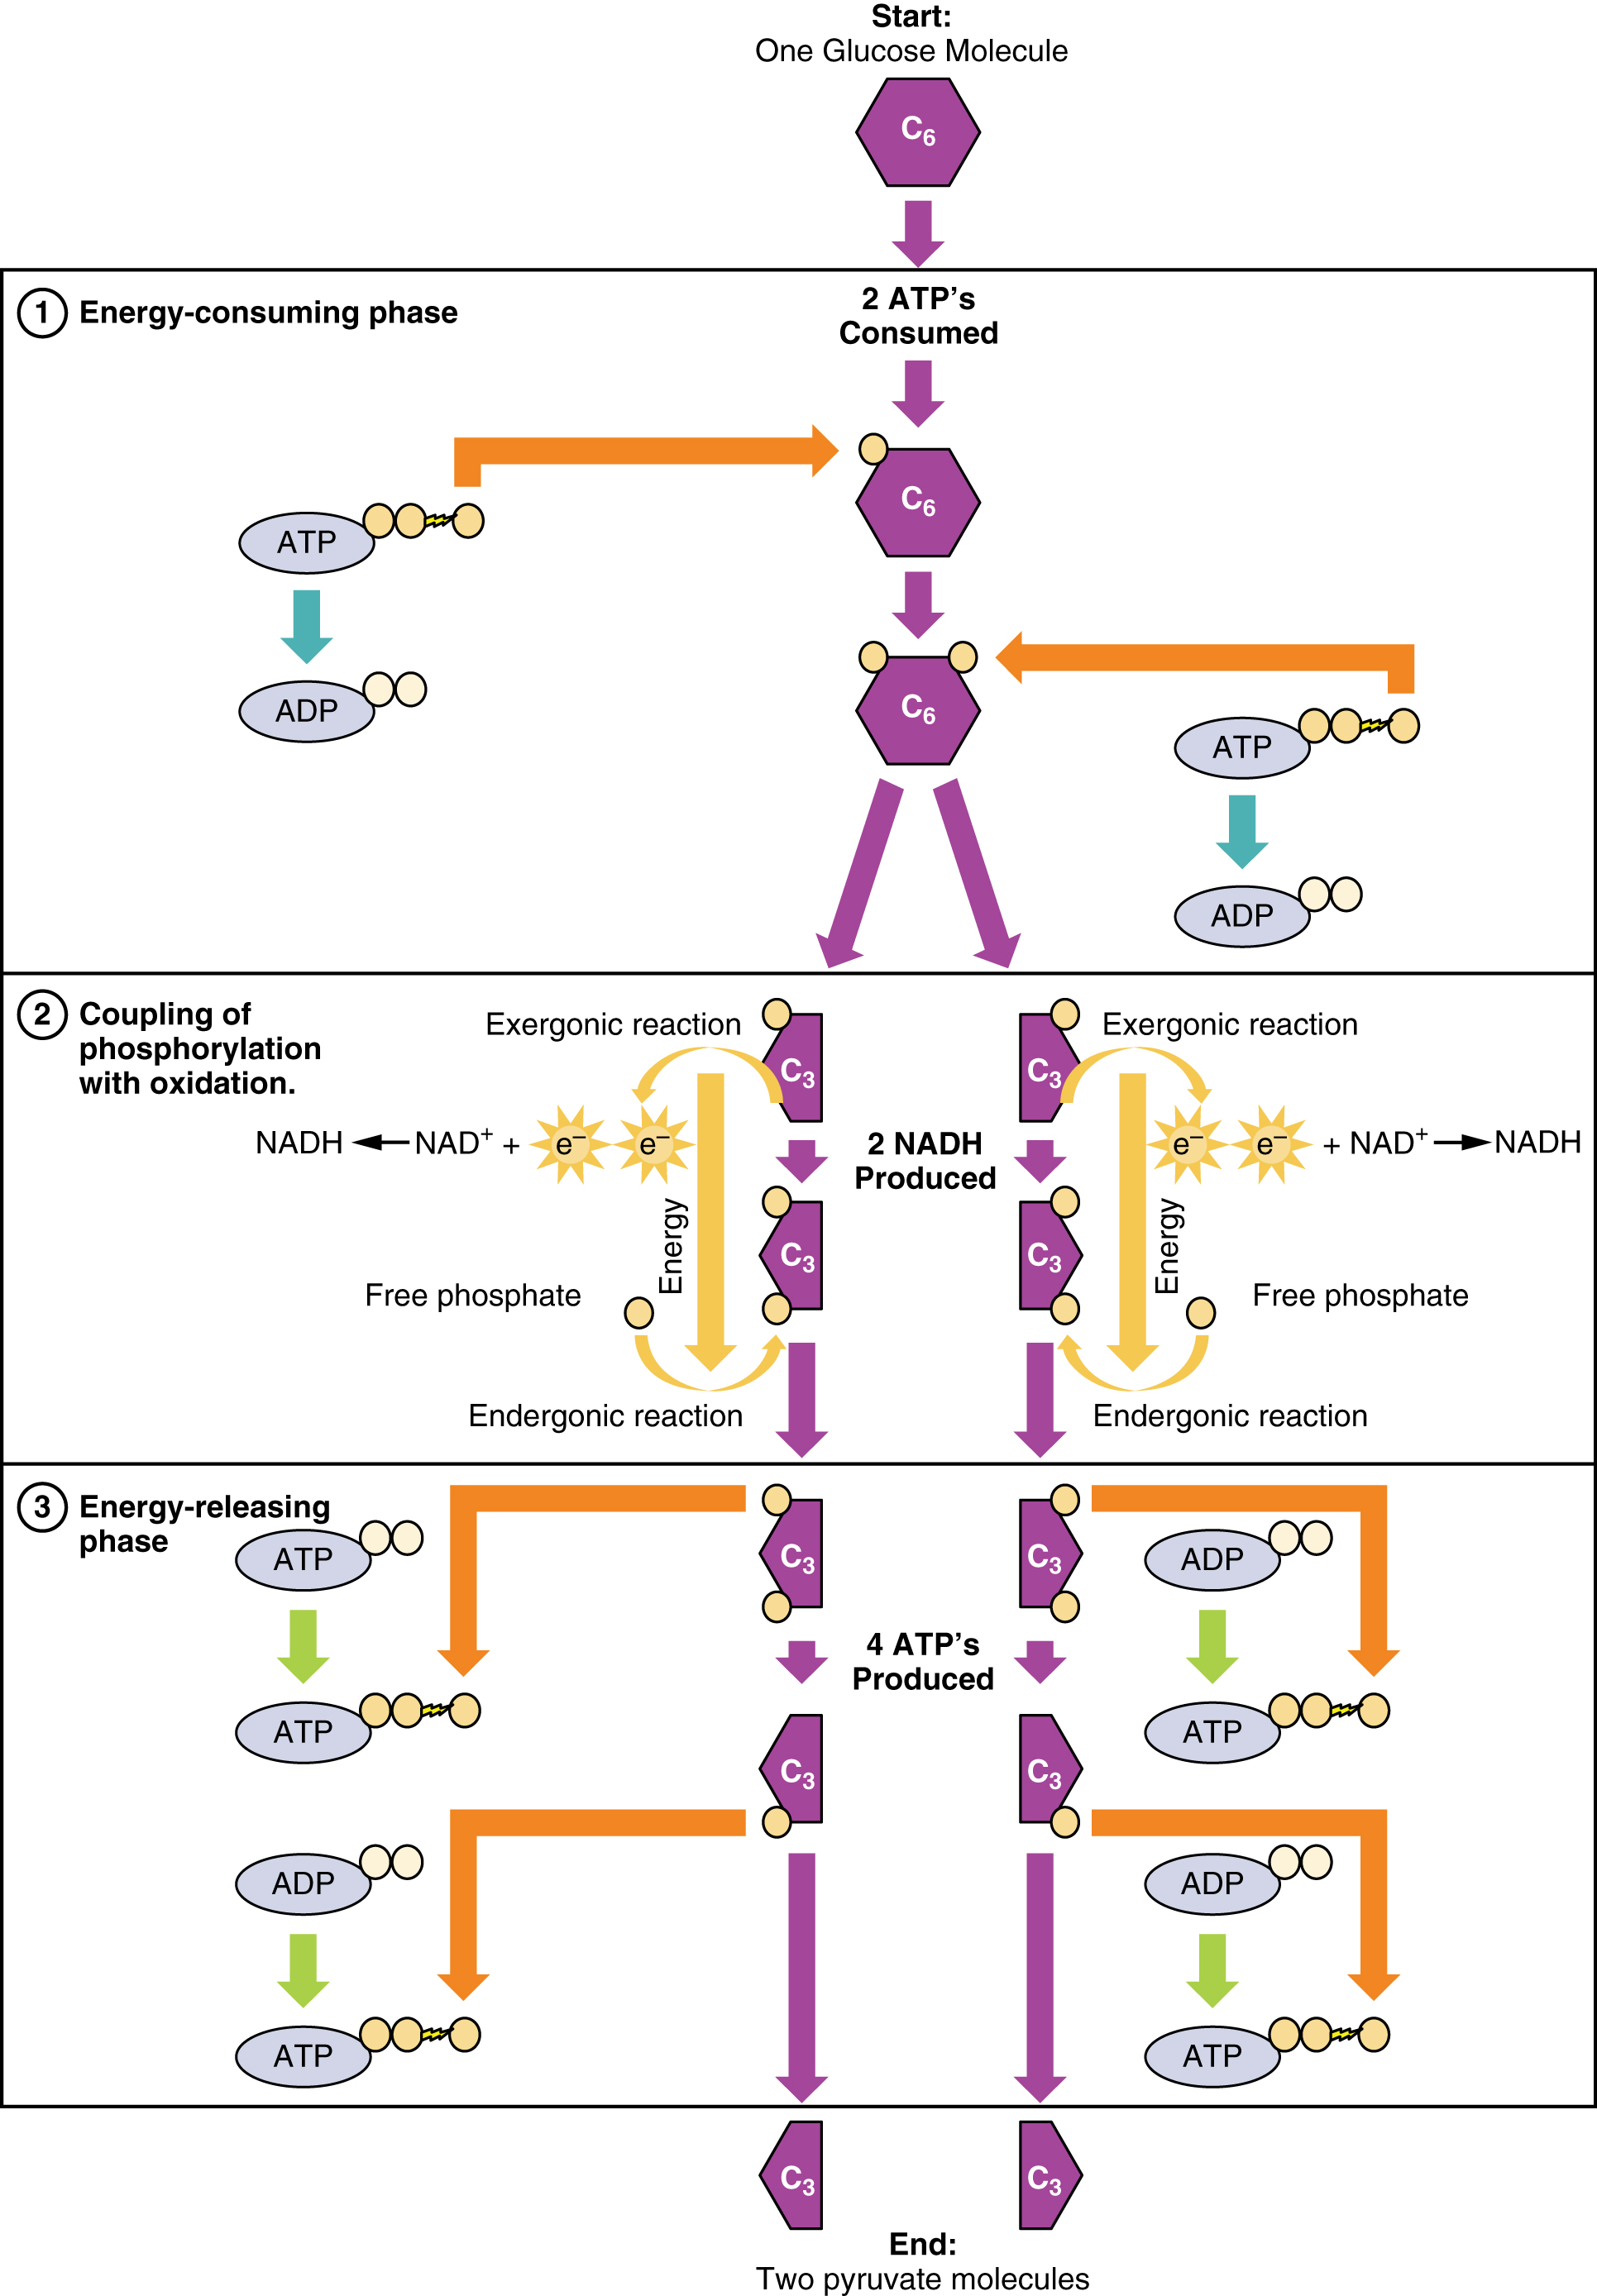 Start:
One Glucose Molecule
C₆
1 Energy-consuming phase
2 ATP’s
Consumed
C₆
ATP
ADP
C₆
ATP
ADP
2 Coupling of
phosphorylation
with oxidation.
Exergonic reaction
C₃
C₃
Exergonic reaction
NADH
NAD⁺ +
e⁻
e⁻
2 NADH
Produced
e⁻
e⁻
+ NAD⁺
NADH
Energy
C₃
C₃
Energy
Free phosphate
Free phosphate
Endergonic reaction
Endergonic reaction
3 Energy-releasing
phase
ATP
C₃
C₃
ADP
4 ATP’s
Produced
ATP
ATP
C₃
C₃
ADP
ADP
ATP
ATP
C₃
C₃
End:
Two pyruvate molecules